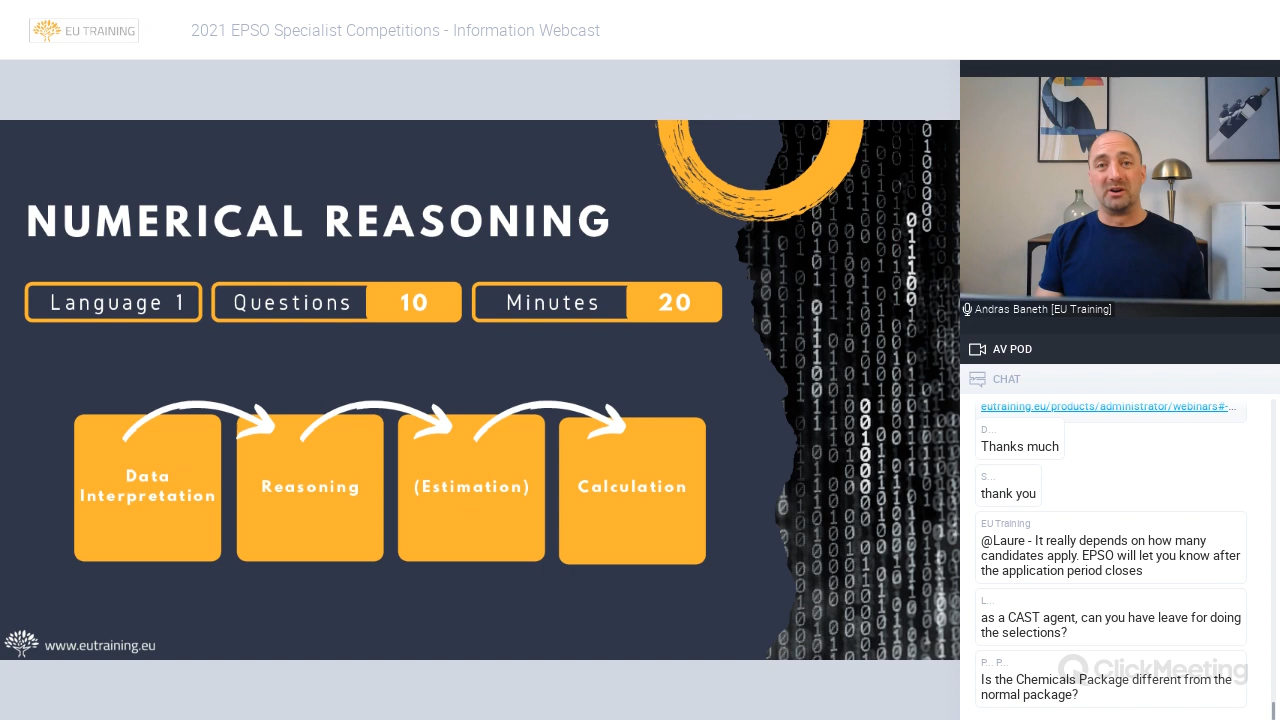 EU TRAINING
2021 EPSO Specialist Competitions - Information Webcast
NUMERICAL REASONING
Language 1
Questions 10
Minutes 20
Data
Interpretation
Reasoning
(Estimation)
Calculation
www.eutraining.eu
Andras Baneth [EU Training]
AV POD
CHAT
eutraining.eu/products/administrator/webinars#-...
D...
Thanks much
S...
thank you
EU Training
@Laure - It really depends on how many
candidates apply. EPSO will let you know after
the application period closes
L...
as a CAST agent, can you have leave for doing
the selections?
P... P...
Is the Chemicals Package different from the
normal package?
ClickMeeting